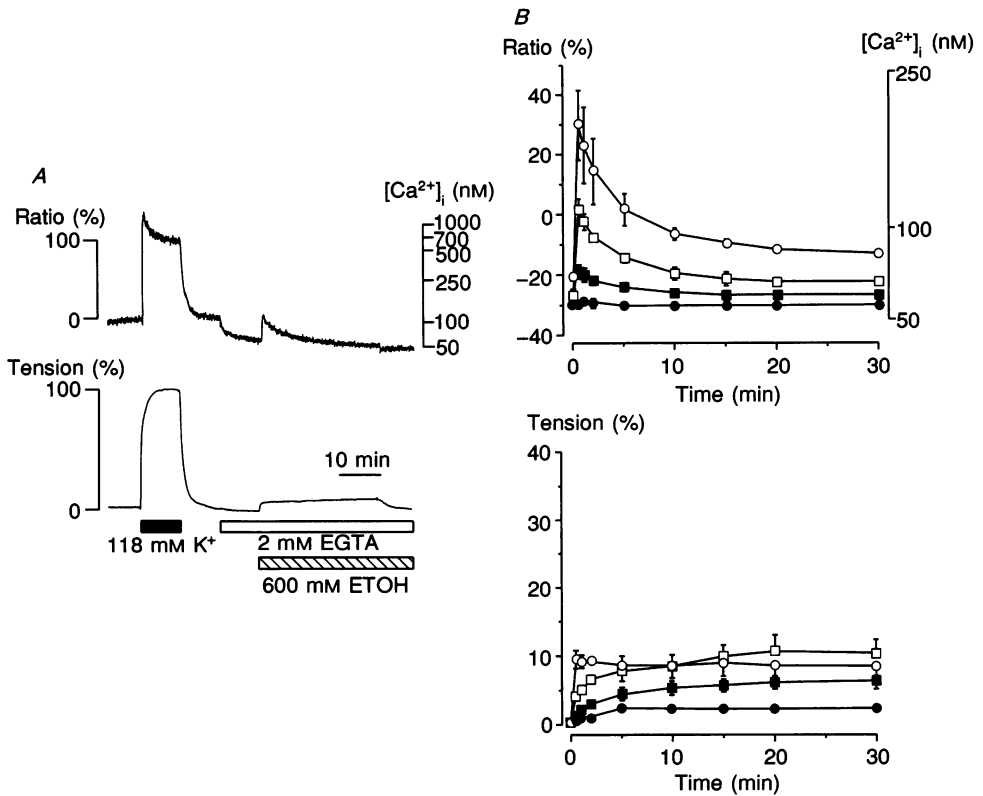 A
Ratio (%)
[Ca2+]i (nM)
100
0
1000
700
500
250
100
50
Tension (%)
100
0
10 min
118 mM K+
2 mM EGTA
600 mM ETOH
B
Ratio (%)
[Ca2+]i (nM)
40
20
0
−20
−40
250
100
50
0
10
20
30
Time (min)
Tension (%)
40
30
20
10
0
0
10
20
30
Time (min)